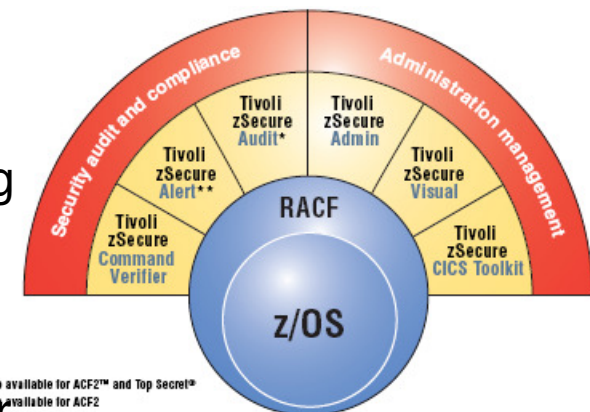 Security audit and compliance
Administration management
Tivoli
zSecure
Audit*
Tivoli
zSecure
Admin
Tivoli
zSecure
Alert**
Tivoli
zSecure
Visual
Tivoli
zSecure
Command
Verifier
Tivoli
zSecure
CICS Toolkit
RACF
z/OS
g
available for ACF2™ and Top Secret®
available for ACF2